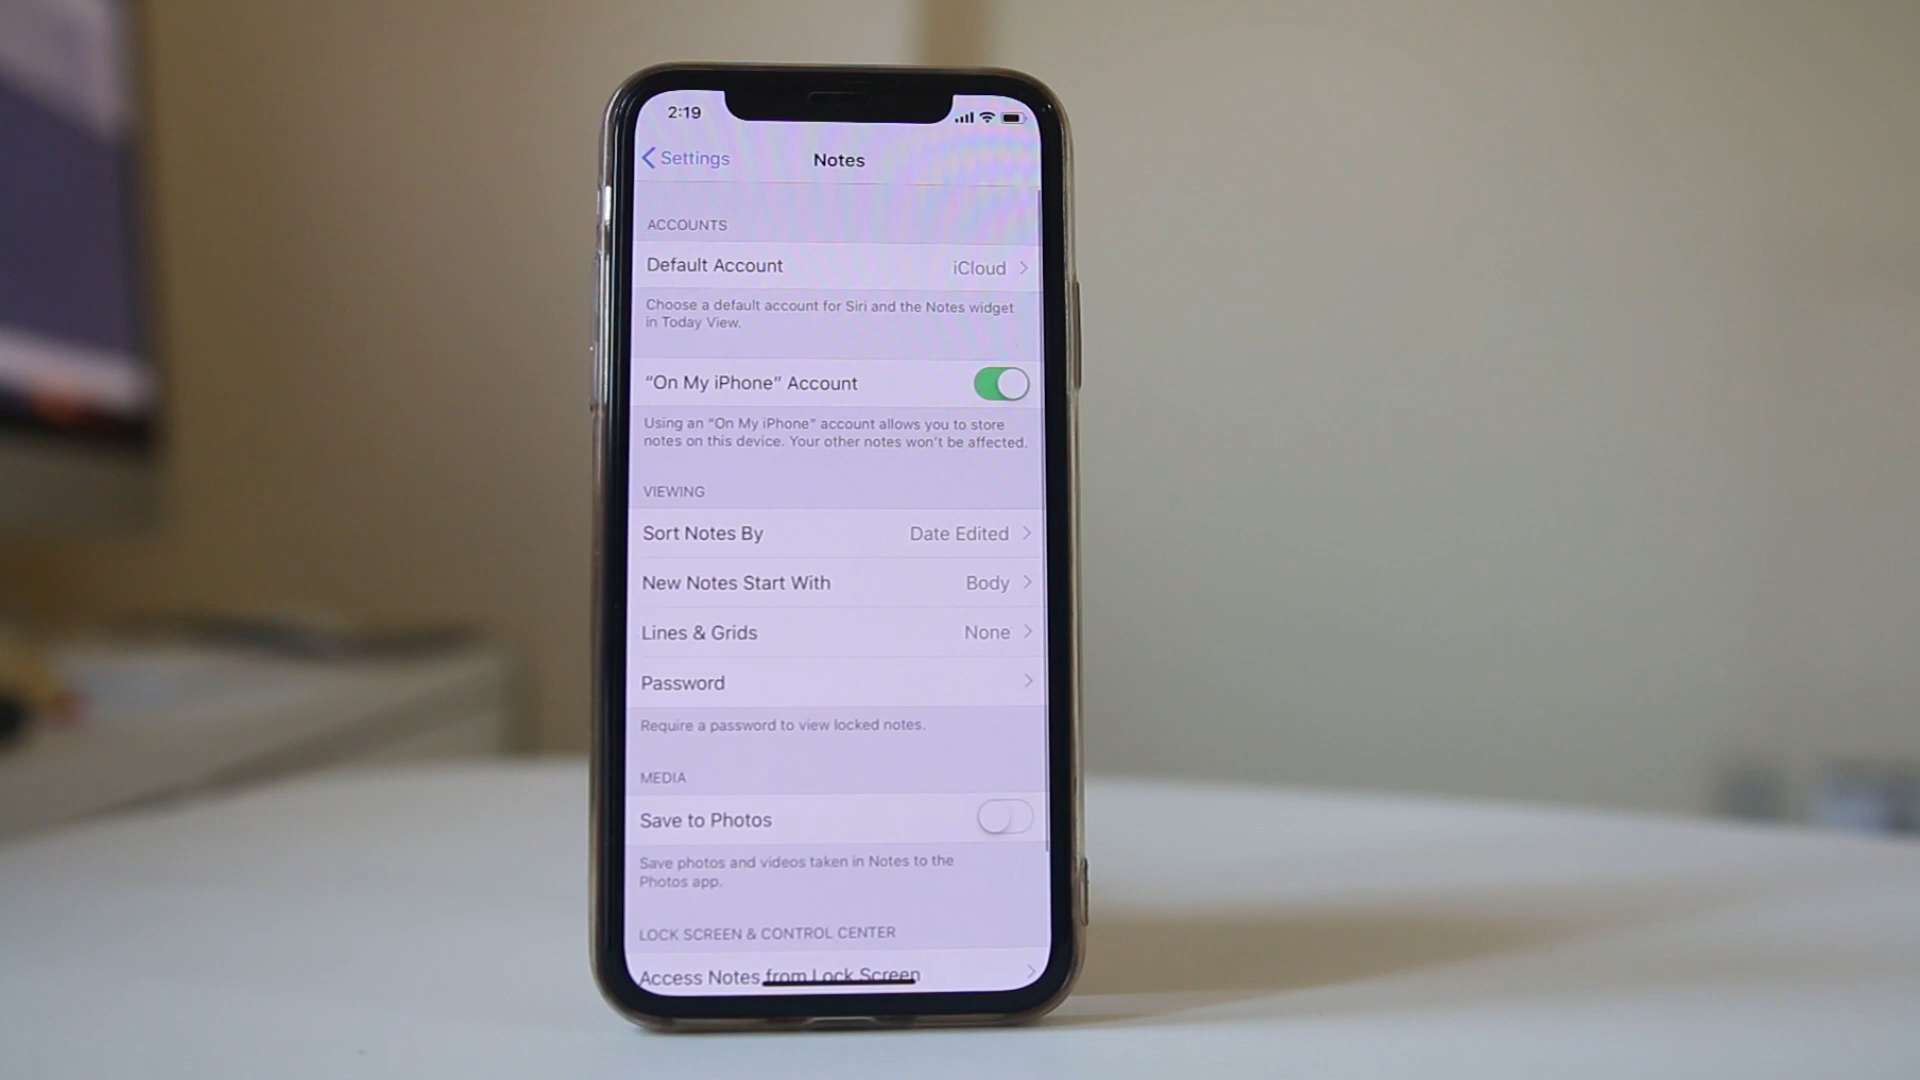 2:19
Settings
Notes
ACCOUNTS
Default Account iCloud
Choose a default account for Siri and the Notes widget
in Today View.
“On My iPhone” Account
Using an “On My iPhone” account allows you to store
notes on this device. Your other notes won't be affected.
VIEWING
Sort Notes By Date Edited
New Notes Start With Body
Lines & Grids None
Password
Require a password to view locked notes.
MEDIA
Save to Photos
Save photos and videos taken in Notes to the
Photos app.
LOCK SCREEN & CONTROL CENTER
Access Notes from Lock Screen